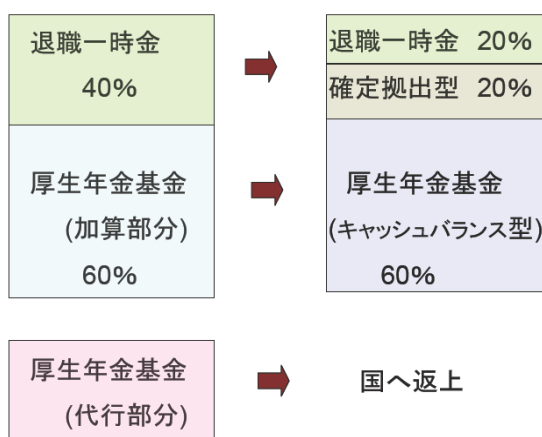 退職一時金
40%
厚生年金基金
(加算部分)
60%
厚生年金基金
(代行部分)
退職一時金 20%
確定拠出型 20%
厚生年金基金
(キャッシュバランス型)
60%
国へ返上